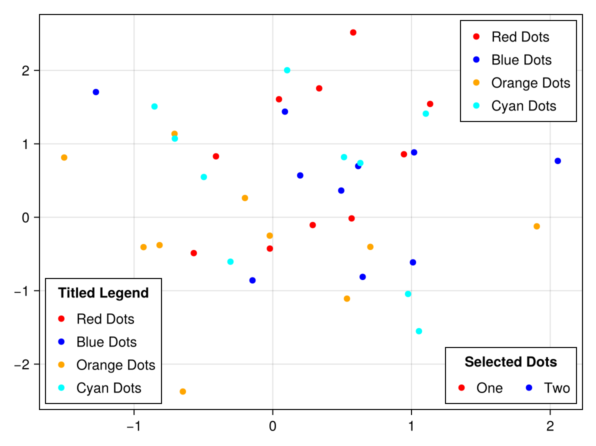 Red Dots
Blue Dots
Orange Dots
Cyan Dots
2
1
0
−1
−2
Titled Legend
Red Dots
Blue Dots
Orange Dots
Cyan Dots
Selected Dots
One Two
−1 0 1 2